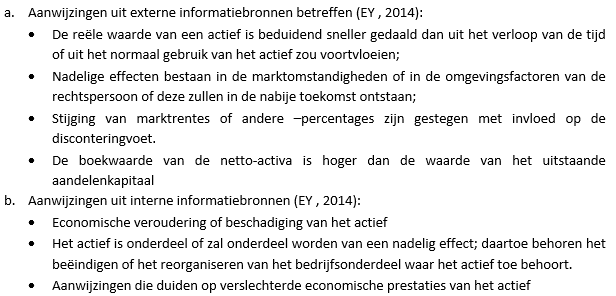 a. Aanwijzingen uit externe informatiebronnen betreffen (EY , 2014):
• De reële waarde van een actief is beduidend sneller gedaald dan uit het verloop van de tijd
of uit het normaal gebruik van het actief zou voortvloeien;
• Nadelige effecten bestaan in de marktomstandigheden of in de omgevingsfactoren van de
rechtspersoon of deze zullen in de nabije toekomst ontstaan;
• Stijging van marktrentes of andere –percentages zijn gestegen met invloed op de
disconteringvoet.
• De boekwaarde van de netto-activa is hoger dan de waarde van het uitstaande
aandelenkapitaal
b. Aanwijzingen uit interne informatiebronnen (EY , 2014):
• Economische veroudering of beschadiging van het actief
• Het actief is onderdeel of zal onderdeel worden van een nadelig effect; daartoe behoren het
beëindigen of het reorganiseren van het bedrijfsonderdeel waar het actief toe behoort.
• Aanwijzingen die duiden op verslechterde economische prestaties van het actief